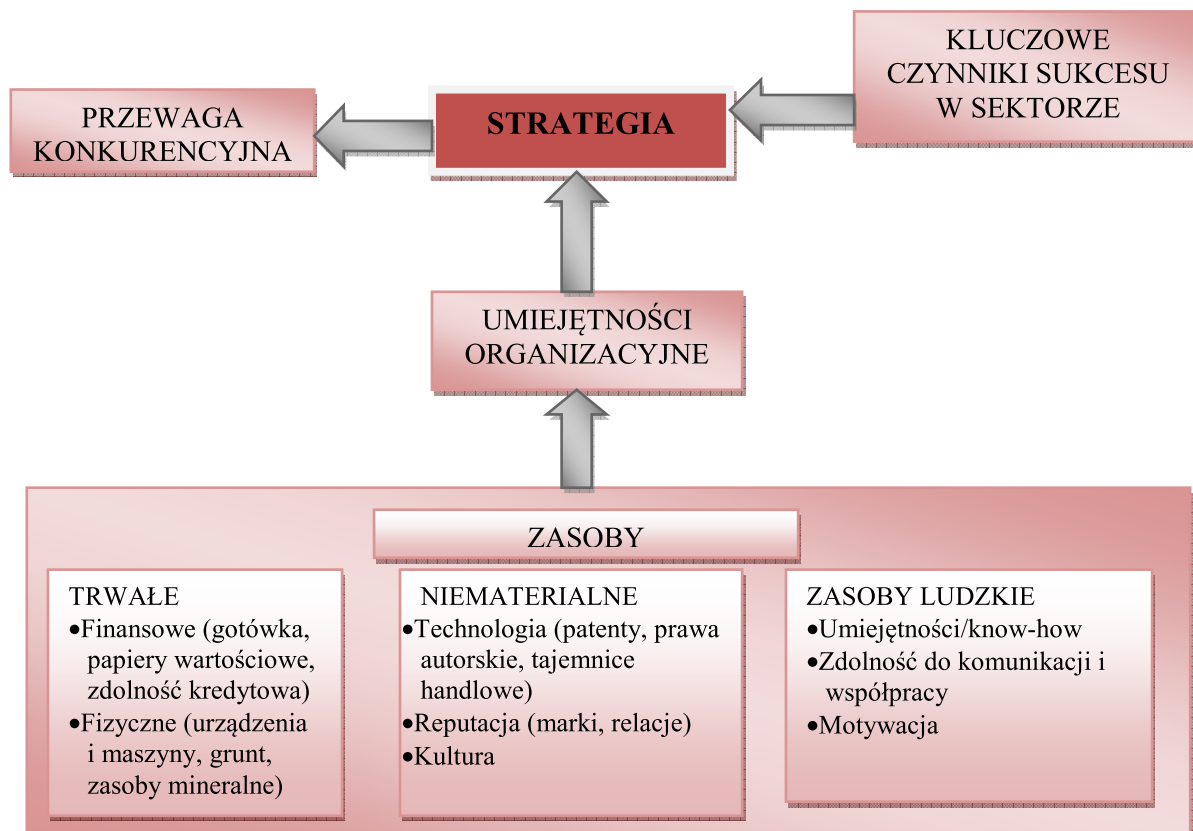 KLUCZOWE
CZYNNIKI SUKCESU
W SEKTORZE
PRZEWAGA
KONKURENCYJNA
STRATEGIA
UMIEJĘTNOŚCI
ORGANIZACYJNE
ZASOBY
TRWAŁE
•Finansowe (gotówka,
papiery wartościowe,
zdolność kredytowa)
•Fizyczne (urządzenia
i maszyny, grunt,
zasoby mineralne)
NIEMATERIALNE
•Technologia (patenty, prawa
autorskie, tajemnice
handlowe)
•Reputacja (marki, relacje)
•Kultura
ZASOBY LUDZKIE
•Umiejętności/know-how
•Zdolność do komunikacji i
współpracy
•Motywacja